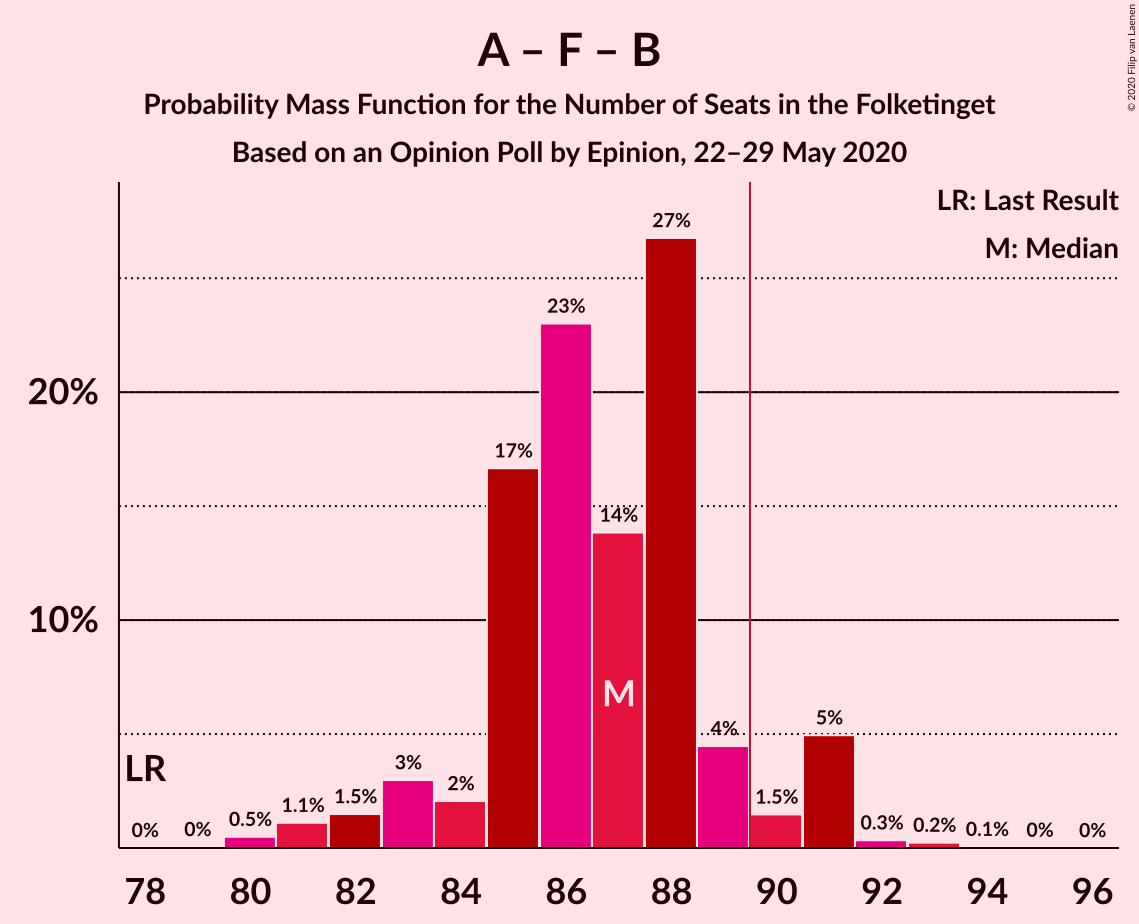 A – F – B
Probability Mass Function for the Number of Seats in the Folketinget
Based on an Opinion Poll by Epinion, 22–29 May 2020
© 2020 Filip van Laenen
LR: Last Result
M: Median
27%
23%
20%
17%
14%
10%
M
5%
4%
LR
3%
2%
1.5%
1.1%
0.5%
0%
0%
1.5%
0.3%
0.2%
0.1%
0%
0%
78 80 82 84 86 88 90 92 94 96